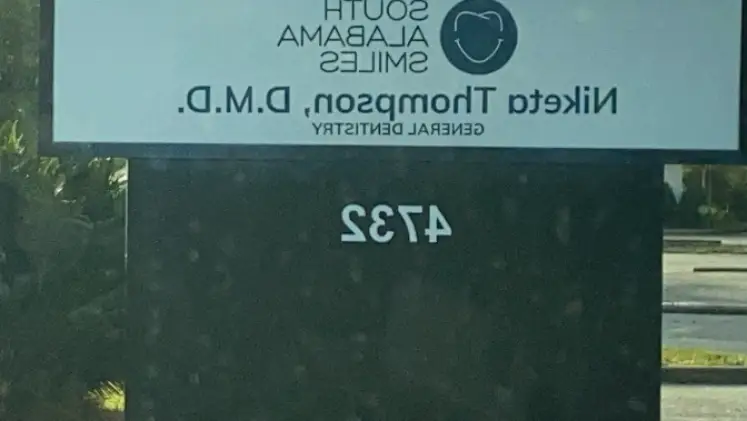 SOUTH
ALABAMA
SMILES
Niketa Thompson, D.M.D.
GENERAL DENTISTRY
4732